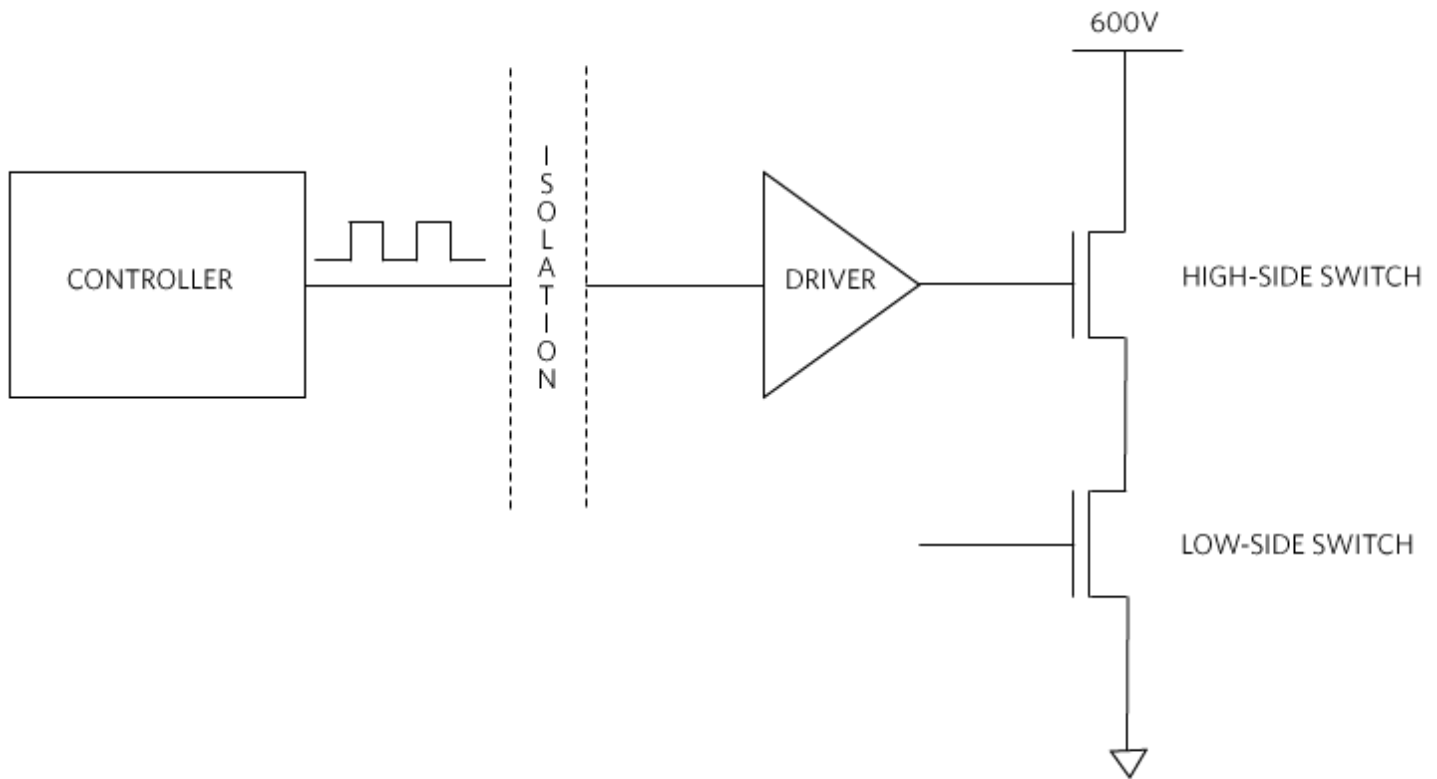 600V
CONTROLLER
ISOLATION
DRIVER
HIGH-SIDE SWITCH
LOW-SIDE SWITCH